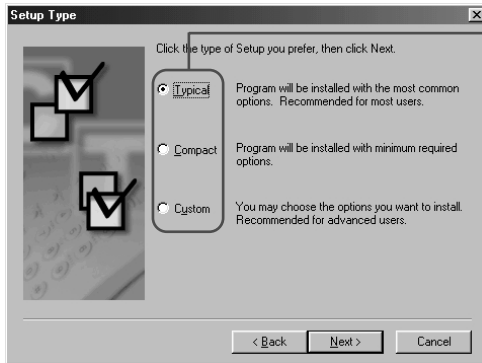 Setup Type
Click the type of Setup you prefer, then click Next.
Typical
Program will be installed with the most common
options. Recommended for most users.
Compact
Program will be installed with minimum required
options.
Custom
You may choose the options you want to install.
Recommended for advanced users.
< Back
Next >
Cancel